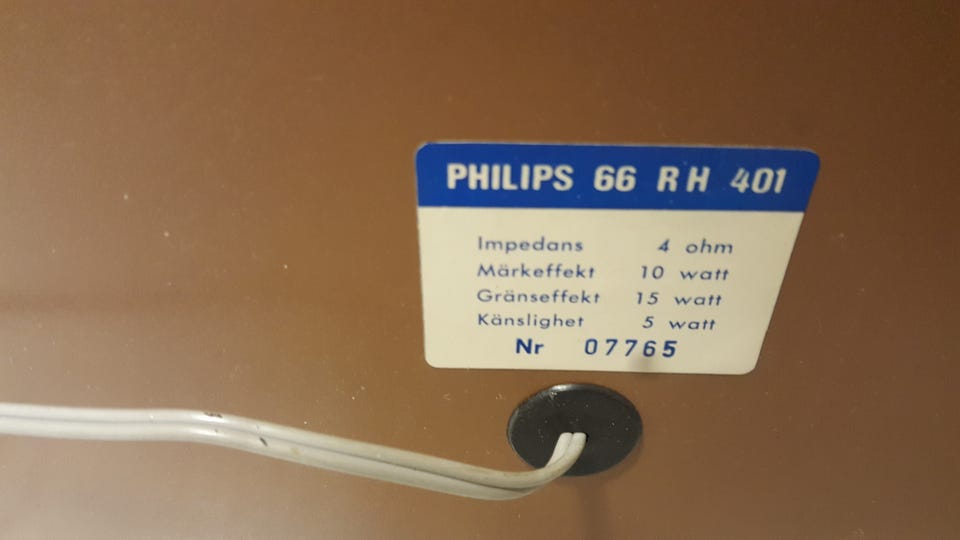 PHILIPS 66 RH 401
Impedans 4 ohm
Märkeffekt 10 watt
Gränseffekt 15 watt
Känslighet 5 watt
Nr 07765